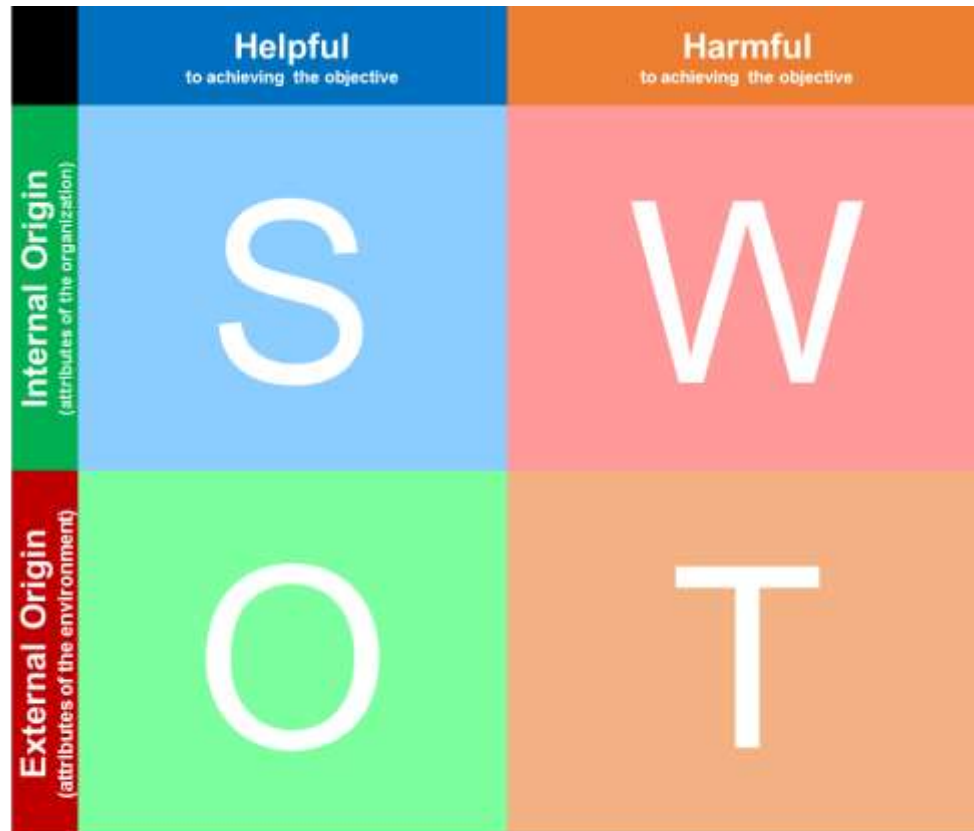 Helpful
to achieving the objective
Harmful
to achieving the objective
Internal Origin
(attributes of the organization)
S
W
External Origin
(attributes of the environment)
O
T